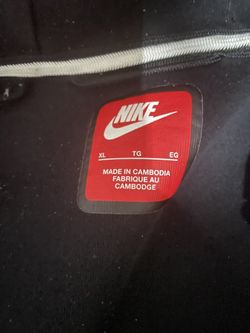 NIKE
XL TG EG
MADE IN CAMBODIA
FABRIQUE AU
CAMBODGE